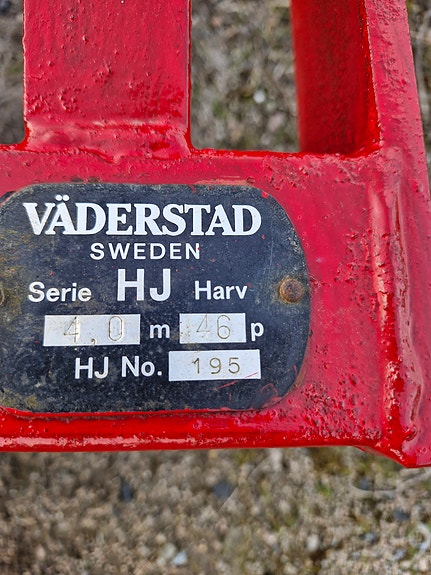 VÄDERSTAD
SWEDEN
Serie HJ Harv
4,0 m 46 p
HJ No. 195